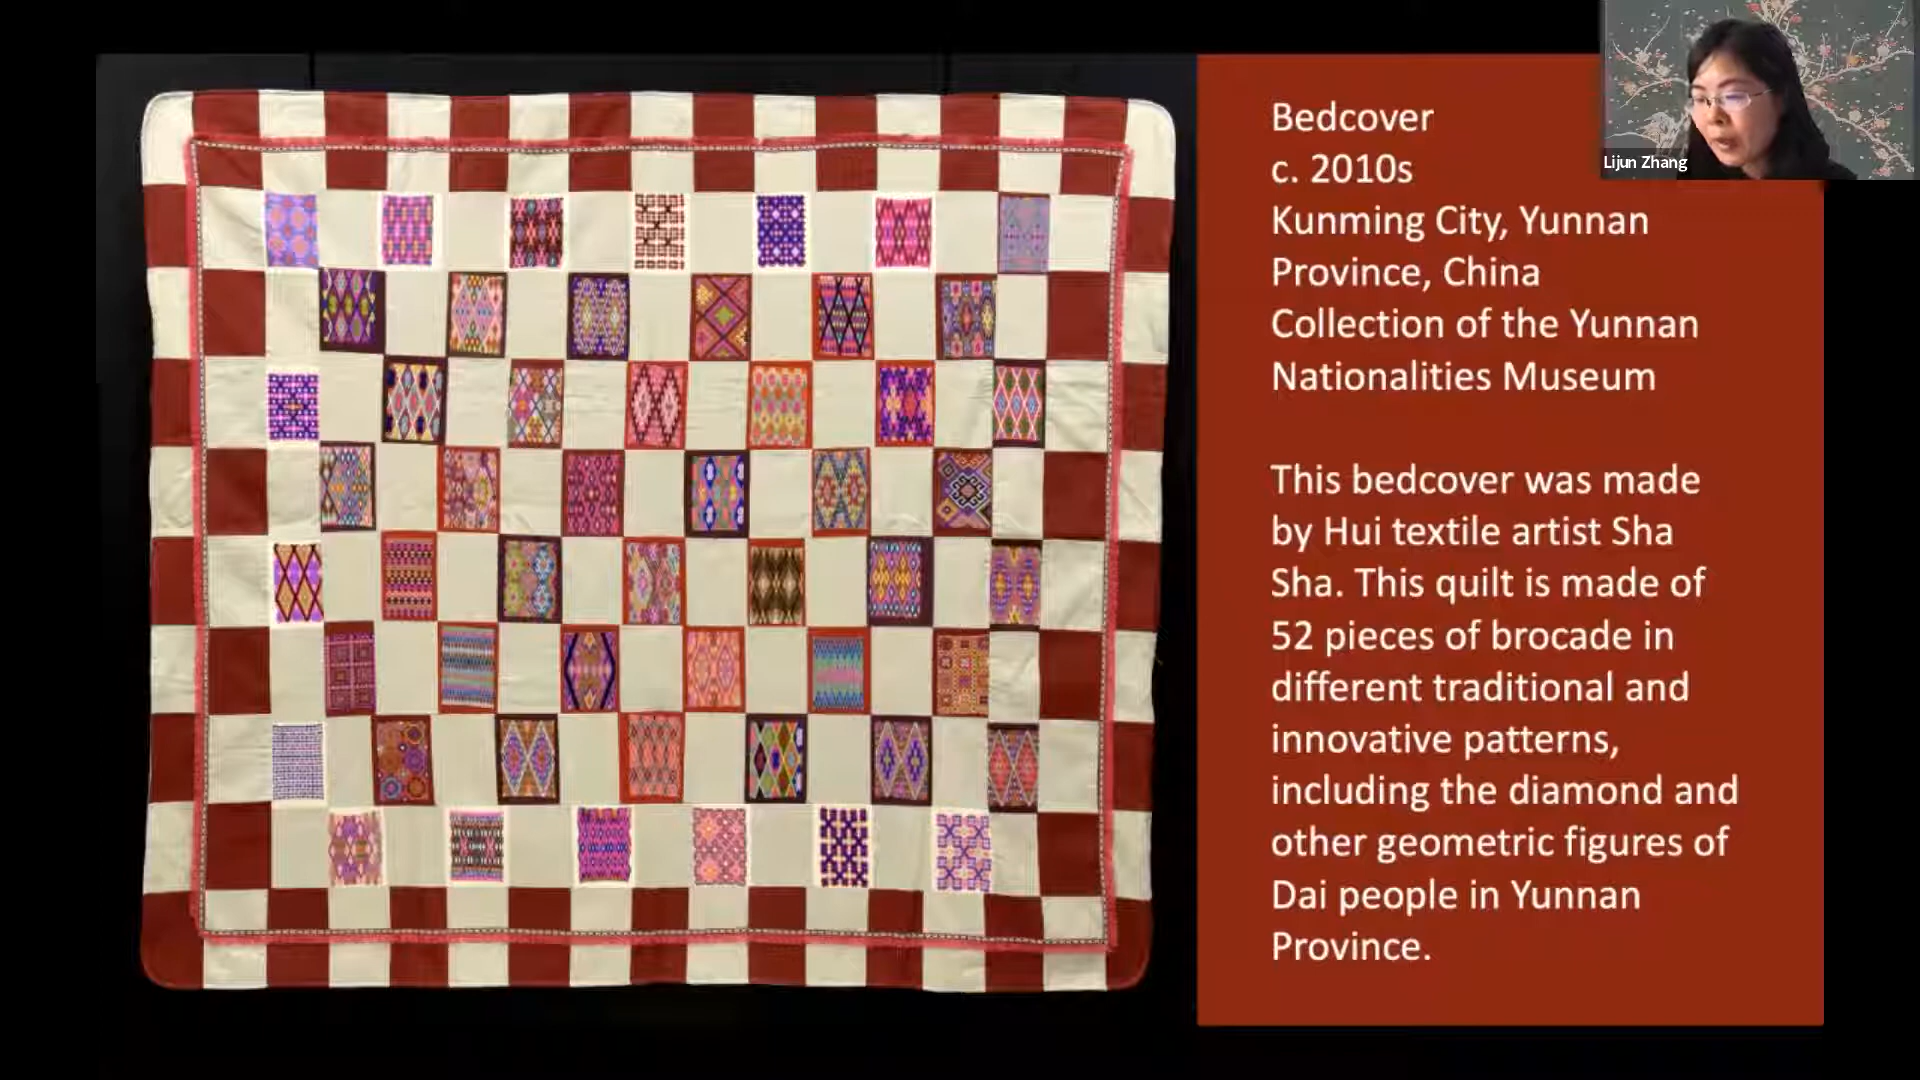 Bedcover
c. 2010s
Kunming City, Yunnan
Province, China
Collection of the Yunnan
Nationalities Museum
This bedcover was made
by Hui textile artist Sha
Sha. This quilt is made of
52 pieces of brocade in
different traditional and
innovative patterns,
including the diamond and
other geometric figures of
Dai people in Yunnan
Province.
Lijun Zhang